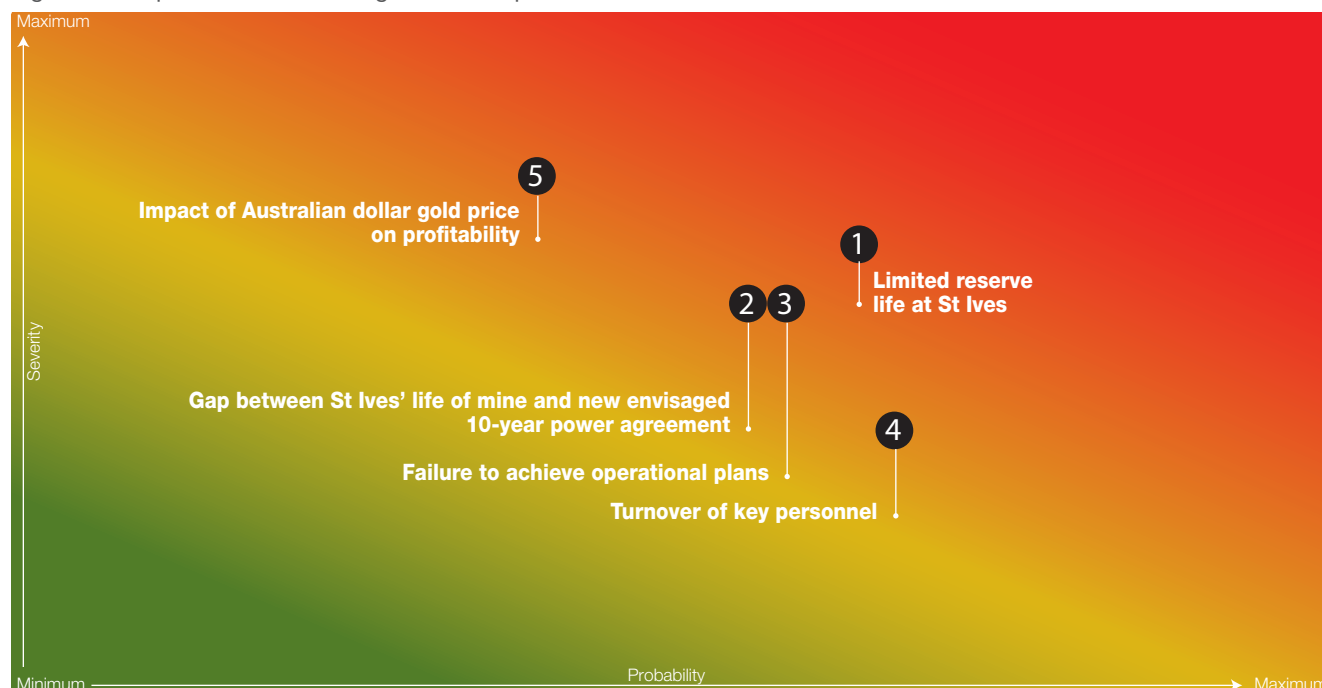 Maximum
5
Impact of Australian dollar gold price
on profitability
1
Limited reserve
life at St Ives
2 3
Severity
Gap between St Ives’ life of mine and new envisaged
10-year power agreement
4
Failure to achieve operational plans
Turnover of key personnel
Probability
Minimum
Maximum